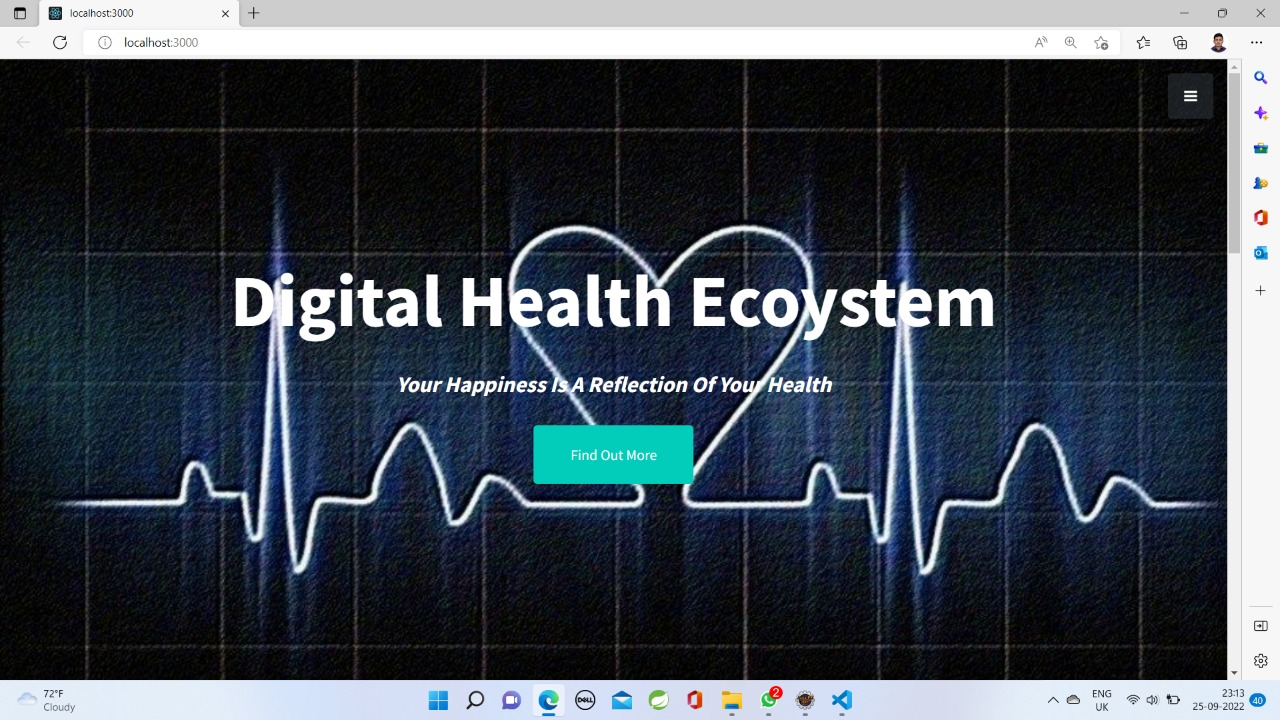 localhost:3000
localhost:3000
Digital Health Ecoystem
Your Happiness Is A Reflection Of Your Health
Find Out More
72°F
Cloudy
DELL
2
ENG
UK
23:13
25-09-2022
40